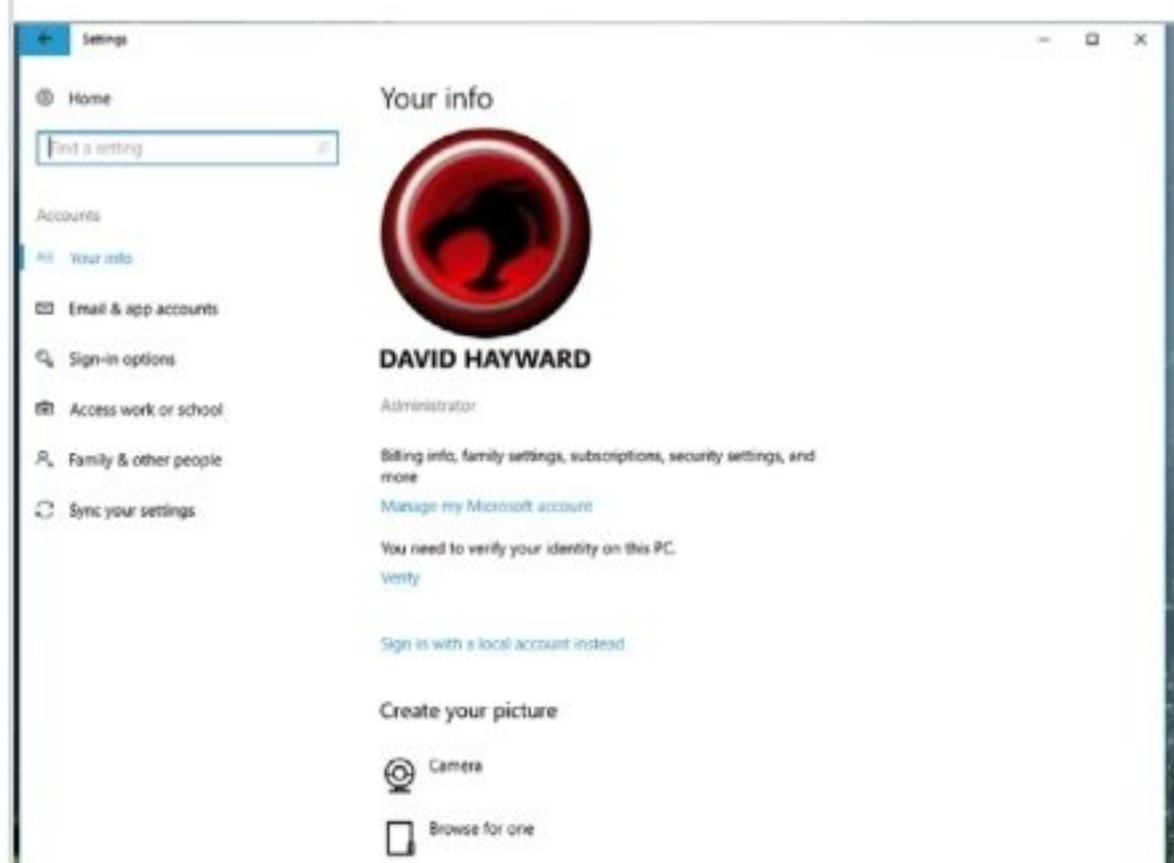 Settings
Home
Your info
Find a setting
Accounts
Your info
Email & app accounts
Sign-in options
Access work or school
Family & other people
Sync your settings
DAVID HAYWARD
Administrator
Billing info, family settings, subscriptions, security settings, and
more
Manage my Microsoft account
You need to verify your identity on this PC.
Verify
Sign in with a local account instead
Create your picture
Camera
Browse for one